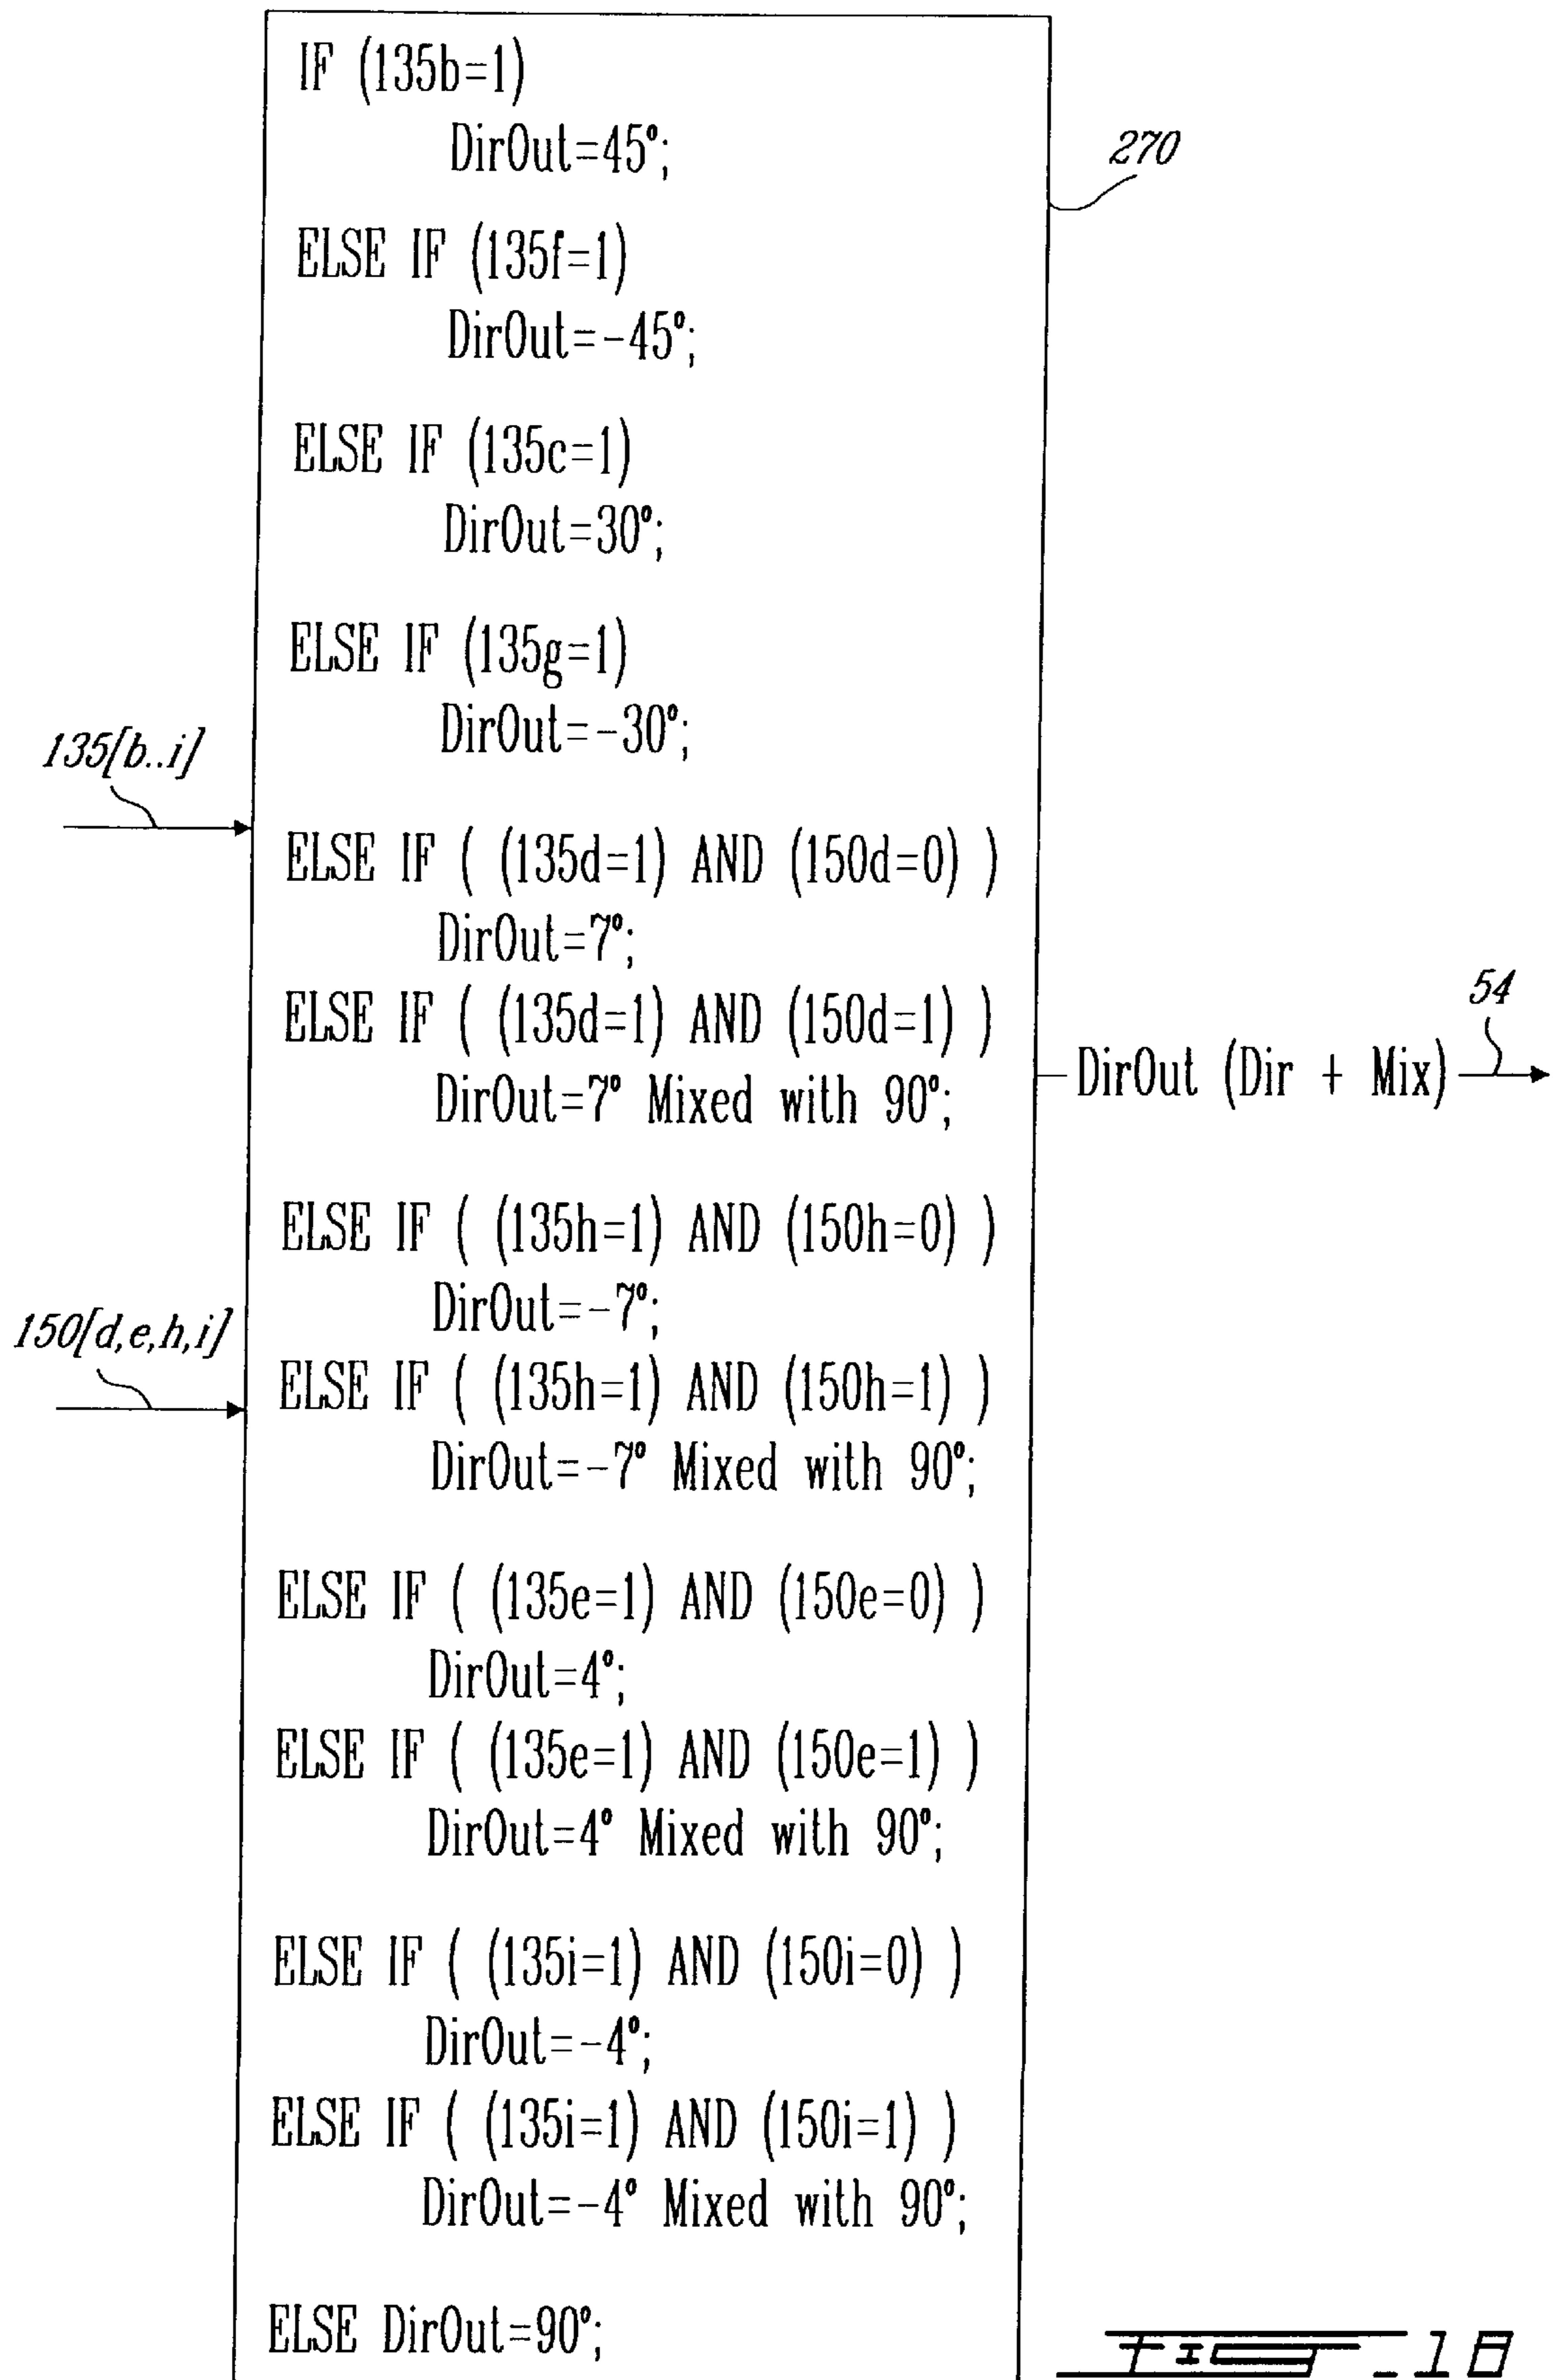 IF (135b=1)
DirOut=45°;
270
ELSE IF (135f=1)
DirOut=-45°;
ELSE IF (135c=1)
DirOut=30°;
ELSE IF (135g=1)
DirOut=-30°;
135[b..i]
ELSE IF ( (135d=1) AND (150d=0) )
DirOut=7°;
ELSE IF ( (135d=1) AND (150d=1) )
DirOut=7° Mixed with 90°;
54
DirOut (Dir + Mix)
ELSE IF ( (135h=1) AND (150h=0) )
DirOut=-7°;
150[d,e,h,i]
ELSE IF ( (135h=1) AND (150h=1) )
DirOut=-7° Mixed with 90°;
ELSE IF ( (135e=1) AND (150e=0) )
DirOut=4°;
ELSE IF ( (135e=1) AND (150e=1) )
DirOut=4° Mixed with 90°;
ELSE IF ( (135i=1) AND (150i=0) )
DirOut=-4°;
ELSE IF ( (135i=1) AND (150i=1) )
DirOut=-4° Mixed with 90°;
ELSE DirOut=90°;
FIG-18